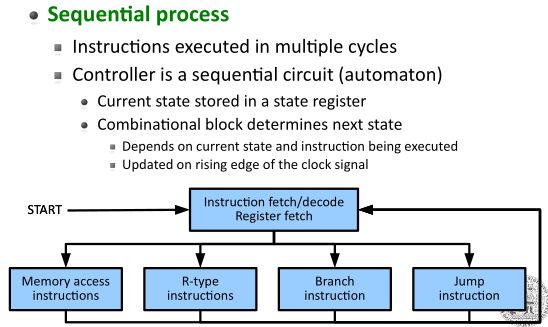 Sequential process
Instructions executed in multiple cycles
Controller is a sequential circuit (automaton)
Current state stored in a state register
Combinational block determines next state
Depends on current state and instruction being executed
Updated on rising edge of the clock signal
START
Instruction fetch/decode
Register fetch
Memory access
instructions
R-type
instructions
Branch
instruction
Jump
instruction